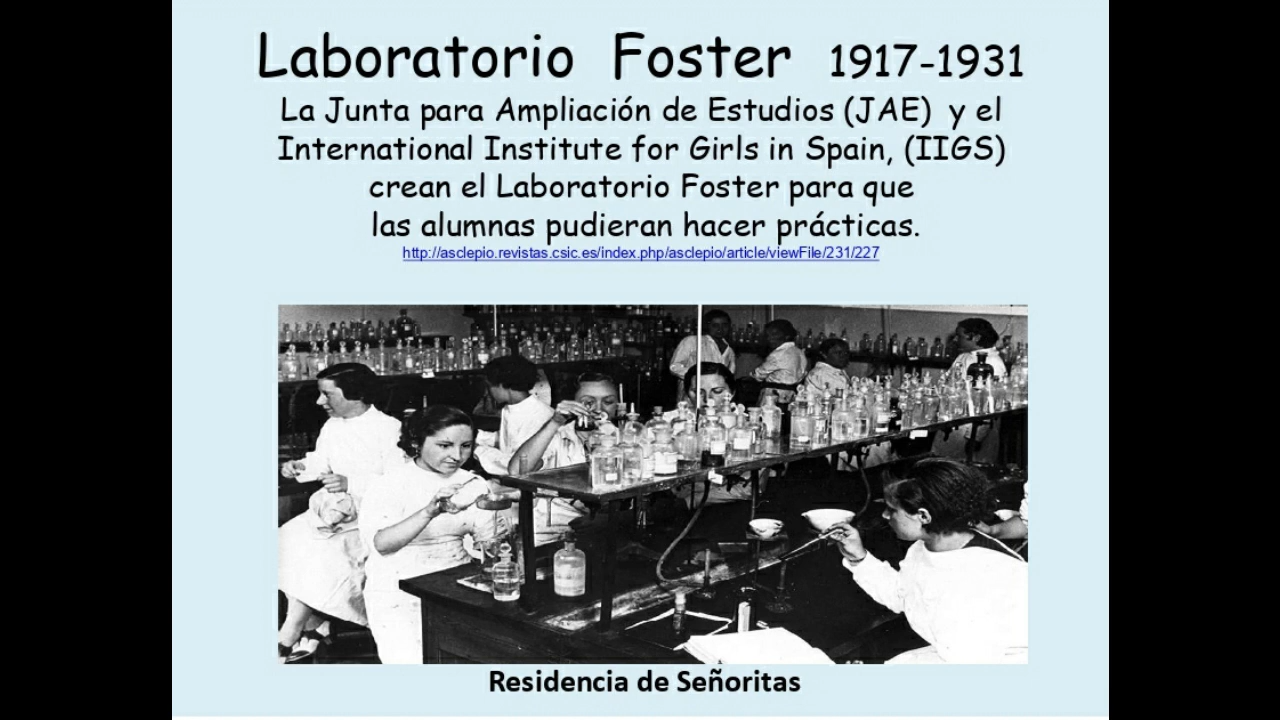 Laboratorio Foster 1917-1931
La Junta para Ampliación de Estudios (JAE) y el
International Institute for Girls in Spain, (IIGS)
crean el Laboratorio Foster para que
las alumnas pudieran hacer prácticas.
http://asclepio.revistas.csic.es/index.php/asclepio/article/viewFile/231/227
Residencia de Señoritas